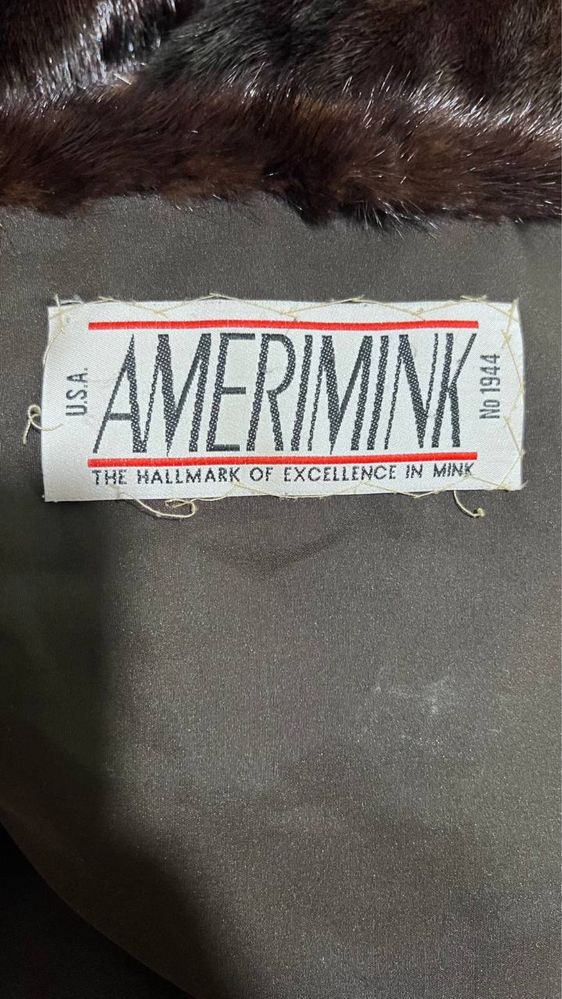 U.S.A.
AMERIMINK
No 1944
THE HALLMARK OF EXCELLENCE IN MINK